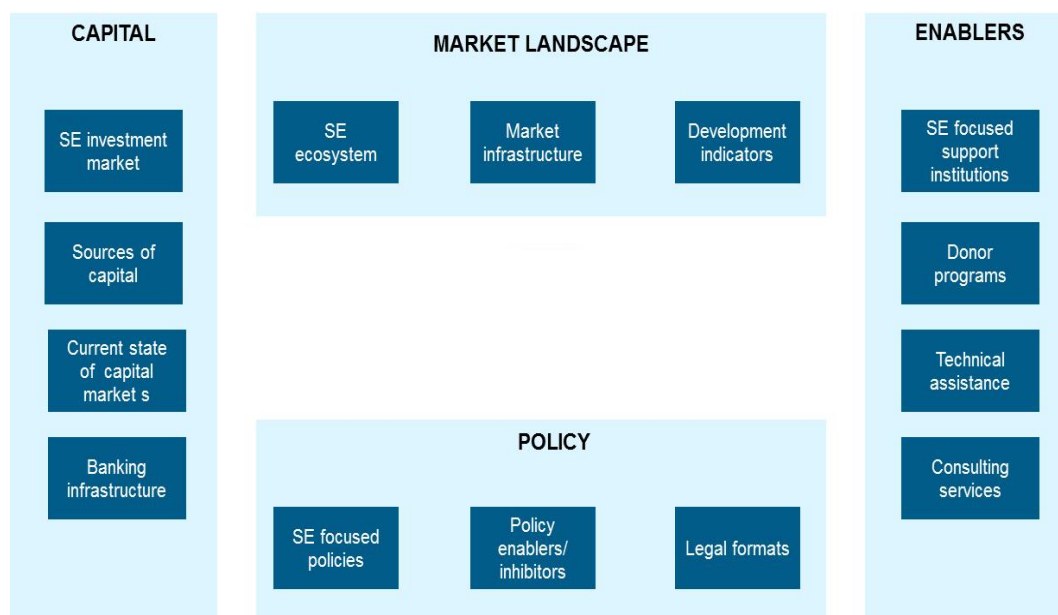 CAPITAL
SE investment
market
Sources of
capital
Current state
of capital
market s
Banking
infrastructure
MARKET LANDSCAPE
SE
ecosystem
Market
infrastructure
Development
indicators
POLICY
SE focused
policies
Policy
enablers/
inhibitors
Legal formats
ENABLERS
SE focused
support
institutions
Donor
programs
Technical
assistance
Consulting
services